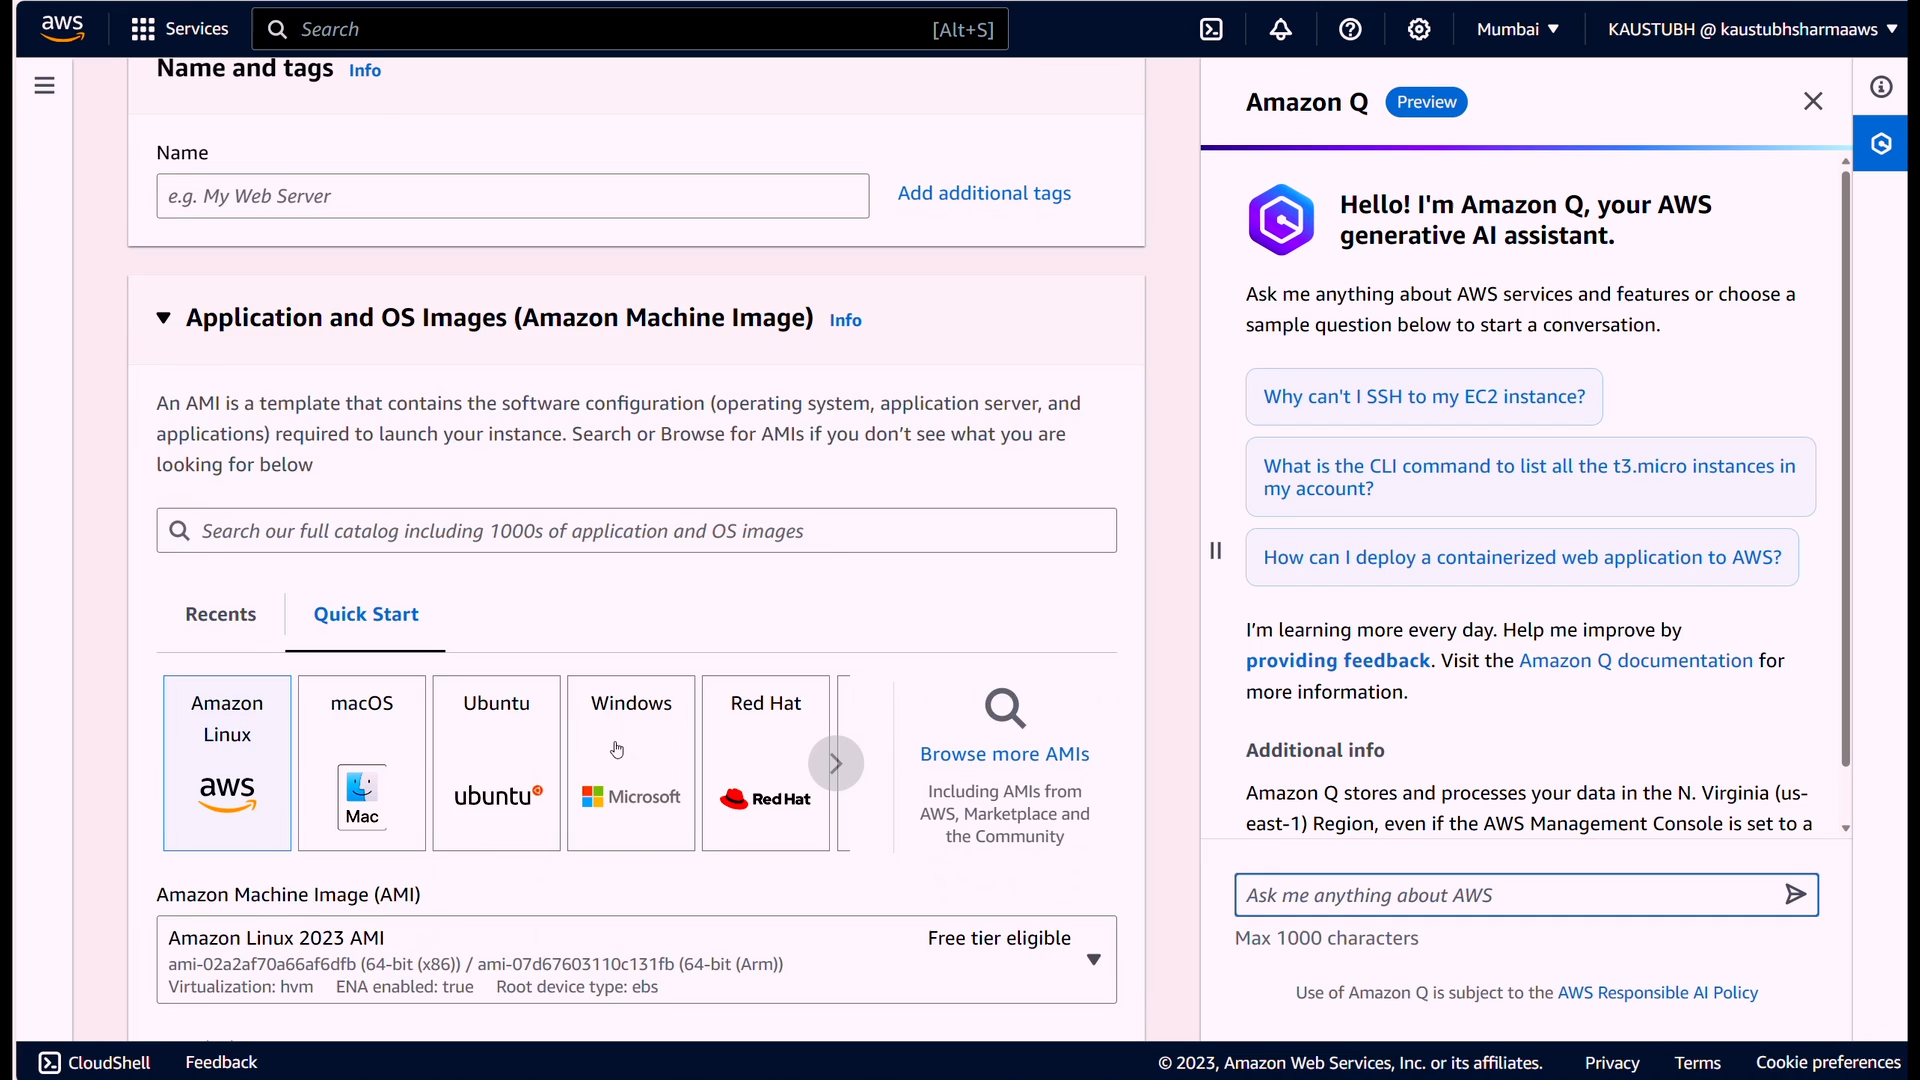 aws
Services
Search
[Alt+S]
Mumbai ▼
KAUSTUBH @ kaustubhsharmaaws ▼
Name and tags Info
Name
e.g. My Web Server
Add additional tags
Application and OS Images (Amazon Machine Image) Info
An AMI is a template that contains the software configuration (operating system, application server, and
applications) required to launch your instance. Search or Browse for AMIs if you don’t see what you are
looking for below
Search our full catalog including 1000s of application and OS images
Recents
Quick Start
Amazon
Linux
aws
macOS
Mac
Ubuntu
ubuntu
Windows
Microsoft
Red Hat
Red Hat
Browse more AMIs
Including AMIs from
AWS, Marketplace and
the Community
Amazon Machine Image (AMI)
Amazon Linux 2023 AMI
Free tier eligible
ami-02a2af70a66af6dfb (64-bit (x86)) / ami-07d67603110c131fb (64-bit (Arm))
Virtualization: hvm ENA enabled: true Root device type: ebs
Amazon Q Preview
Hello! I'm Amazon Q, your AWS
generative AI assistant.
Ask me anything about AWS services and features or choose a
sample question below to start a conversation.
Why can't I SSH to my EC2 instance?
What is the CLI command to list all the t3.micro instances in
my account?
How can I deploy a containerized web application to AWS?
I’m learning more every day. Help me improve by
providing feedback. Visit the Amazon Q documentation for
more information.
Additional info
Amazon Q stores and processes your data in the N. Virginia (us-
east-1) Region, even if the AWS Management Console is set to a
Ask me anything about AWS
Max 1000 characters
Use of Amazon Q is subject to the AWS Responsible AI Policy
CloudShell
Feedback
© 2023, Amazon Web Services, Inc. or its affiliates.
Privacy
Terms
Cookie preferences